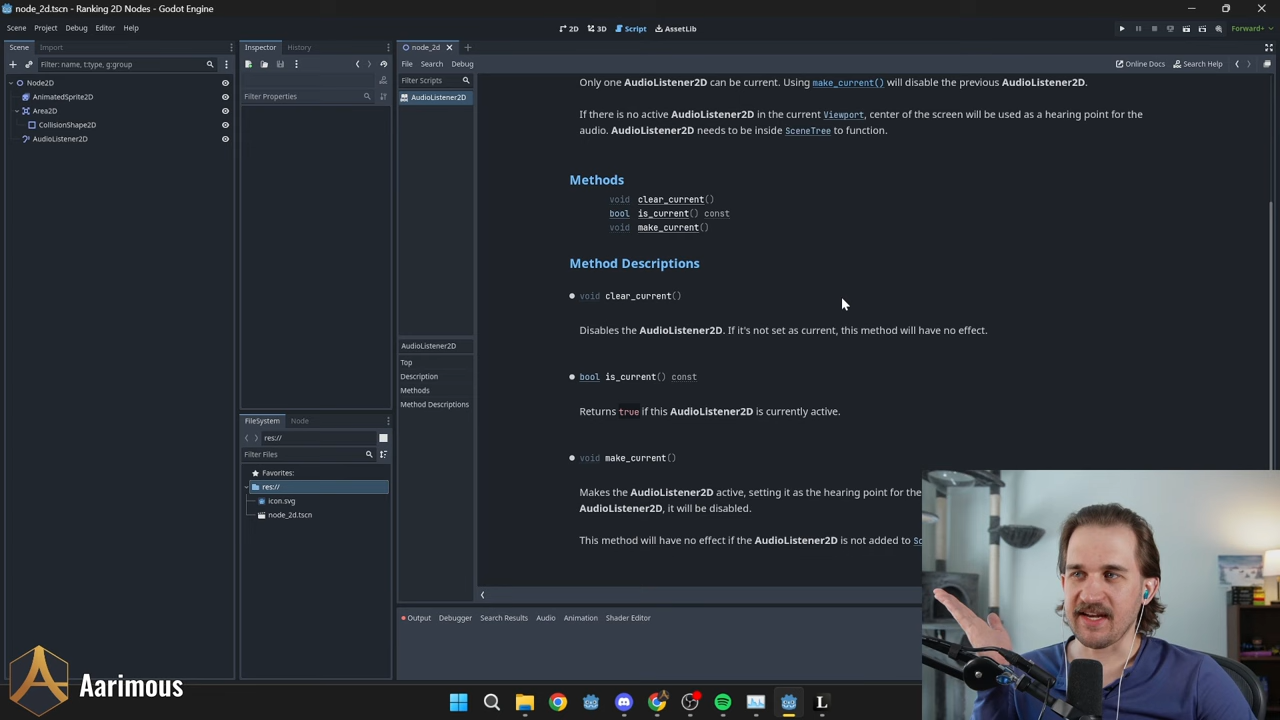 node_2d.tscn - Ranking 2D Nodes - Godot Engine
Scene Project Debug Editor Help
2D 3D Script AssetLib
Forward+
Scene Import
Inspector History
node_2d
Filter: name, t:type, g:group
File Search Debug
Online Docs Search Help
Node2D
AnimatedSprite2D
Area2D
CollisionShape2D
AudioListener2D
Filter Properties
Filter Scripts
AudioListener2D
AudioListener2D
Top
Description
Methods
Method Descriptions
Only one AudioListener2D can be current. Using make_current() will disable the previous AudioListener2D.
If there is no active AudioListener2D in the current Viewport, center of the screen will be used as a hearing point for the
audio. AudioListener2D needs to be inside SceneTree to function.
Methods
void clear_current()
bool is_current() const
void make_current()
Method Descriptions
void clear_current()
Disables the AudioListener2D. If it's not set as current, this method will have no effect.
bool is_current() const
Returns true if this AudioListener2D is currently active.
void make_current()
Makes the AudioListener2D active, setting it as the hearing point for the
AudioListener2D, it will be disabled.
This method will have no effect if the AudioListener2D is not added to
FileSystem Node
res://
Filter Files
Favorites:
res://
icon.svg
node_2d.tscn
Output Debugger Search Results Audio Animation Shader Editor
Aarimous